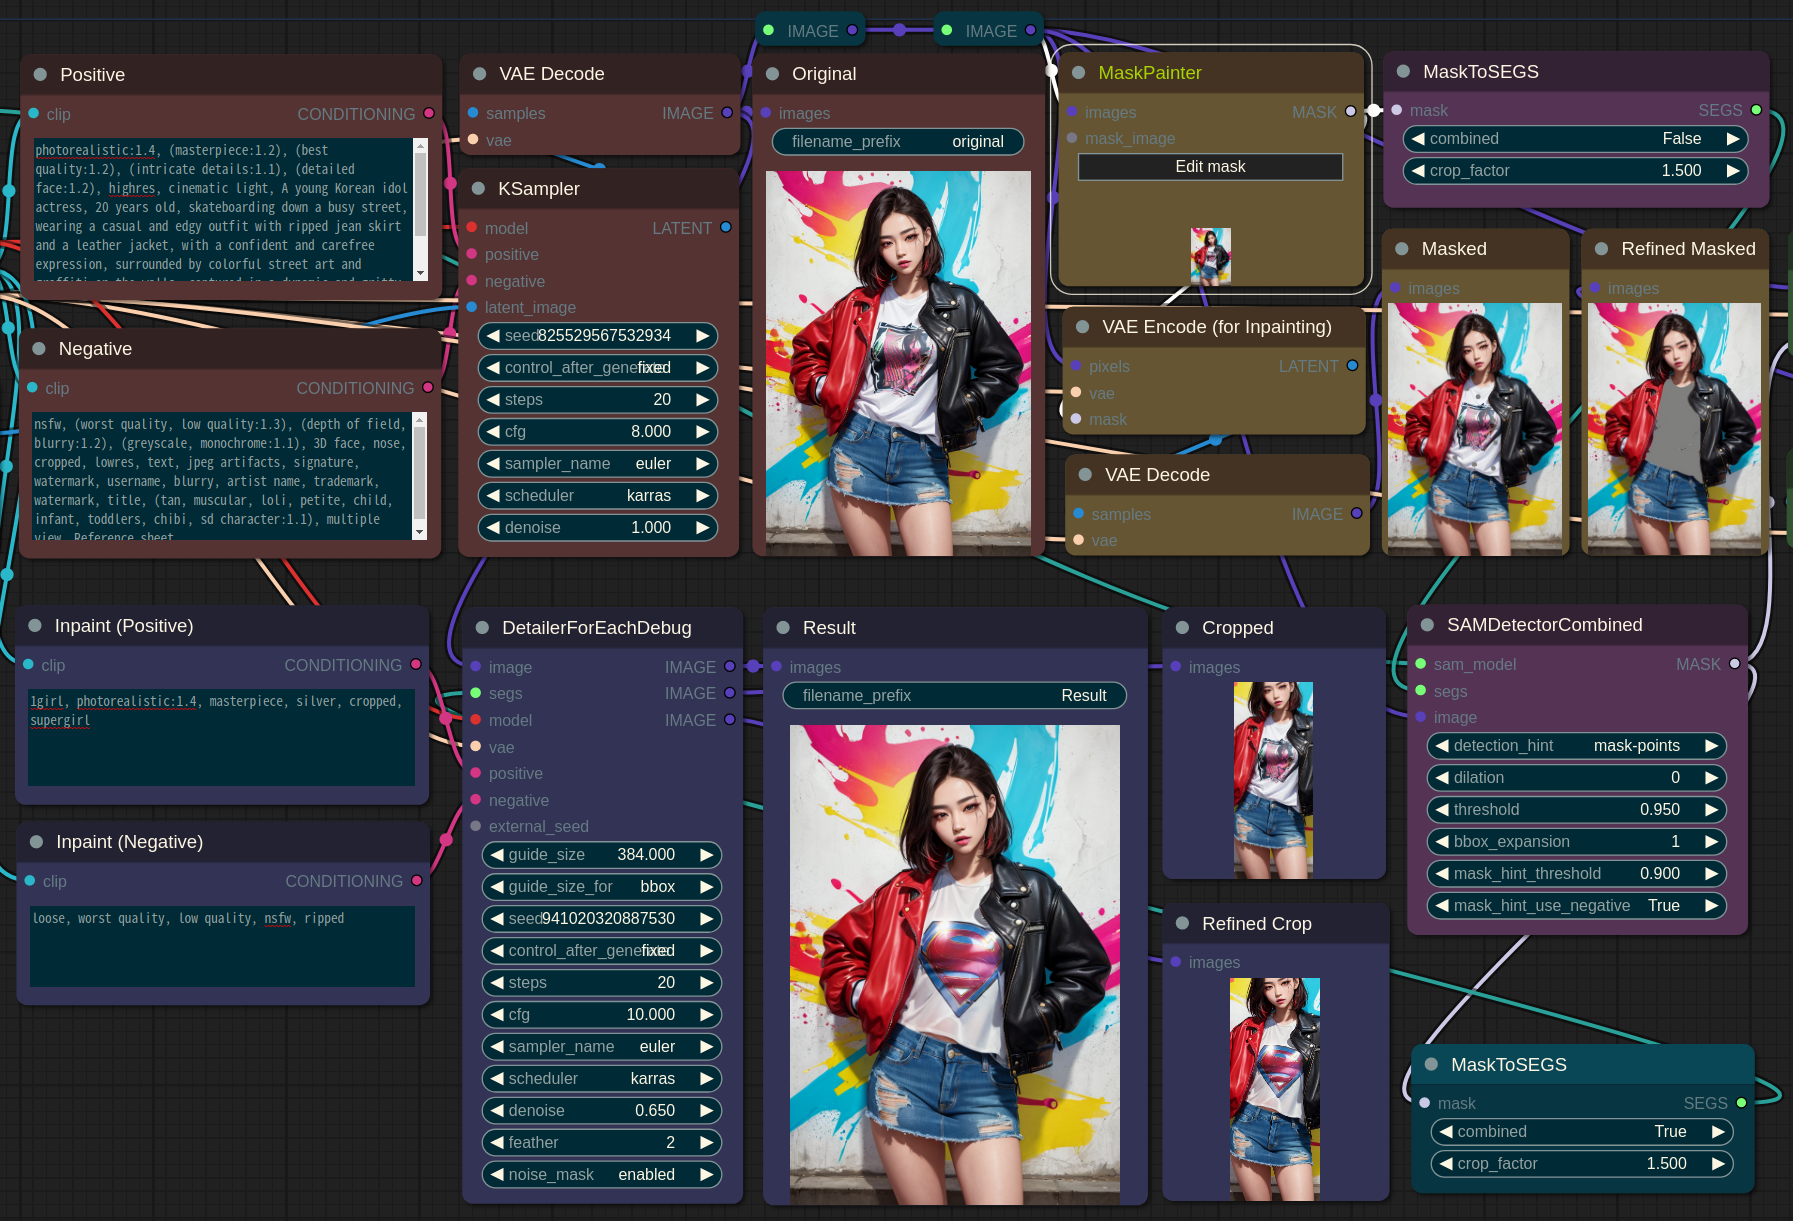 IMAGE
IMAGE
Positive
clip
CONDITIONING
photorealistic:1.4, (masterpiece:1.2), (best
quality:1.2), (intricate details:1.1), (detailed
face:1.2), highres, cinematic light, A young Korean idol
actress, 20 years old, skateboarding down a busy street,
wearing a casual and edgy outfit with ripped jean skirt
and a leather jacket, with a confident and carefree
expression, surrounded by colorful street art and
VAE Decode
samples
IMAGE
vae
KSampler
model
LATENT
positive
negative
latent_image
seed 825529567532934
control_after_generate fixed
steps 20
cfg 8.000
sampler_name euler
scheduler karras
denoise 1.000
Original
images
filename_prefix original
MaskPainter
images
MASK
mask_image
Edit mask
MaskToSEGS
mask
SEGS
combined False
crop_factor 1.500
Masked
images
Refined Masked
images
VAE Encode (for Inpainting)
pixels
LATENT
vae
mask
VAE Decode
samples
IMAGE
vae
Negative
clip
CONDITIONING
nsfw, (worst quality, low quality:1.3), (depth of field,
blurry:1.2), (greyscale, monochrome:1.1), 3D face, nose,
cropped, lowres, text, jpeg artifacts, signature,
watermark, username, blurry, artist name, trademark,
watermark, title, (tan, muscular, loli, petite, child,
infant, toddlers, chibi, sd character:1.1), multiple
view, Reference sheet,
Inpaint (Positive)
clip
CONDITIONING
1girl, photorealistic:1.4, masterpiece, silver, cropped,
supergirl
Inpaint (Negative)
clip
CONDITIONING
loose, worst quality, low quality, nsfw, ripped
DetailerForEachDebug
image
IMAGE
segs
IMAGE
model
IMAGE
vae
positive
negative
external_seed
guide_size 384.000
guide_size_for bbox
seed 941020320887530
control_after_generate fixed
steps 20
cfg 10.000
sampler_name euler
scheduler karras
denoise 0.650
feather 2
noise_mask enabled
Result
images
filename_prefix Result
Cropped
images
Refined Crop
images
SAMDetectorCombined
sam_model
MASK
segs
image
detection_hint mask-points
dilation 0
threshold 0.950
bbox_expansion 1
mask_hint_threshold 0.900
mask_hint_use_negative True
MaskToSEGS
mask
SEGS
combined True
crop_factor 1.500